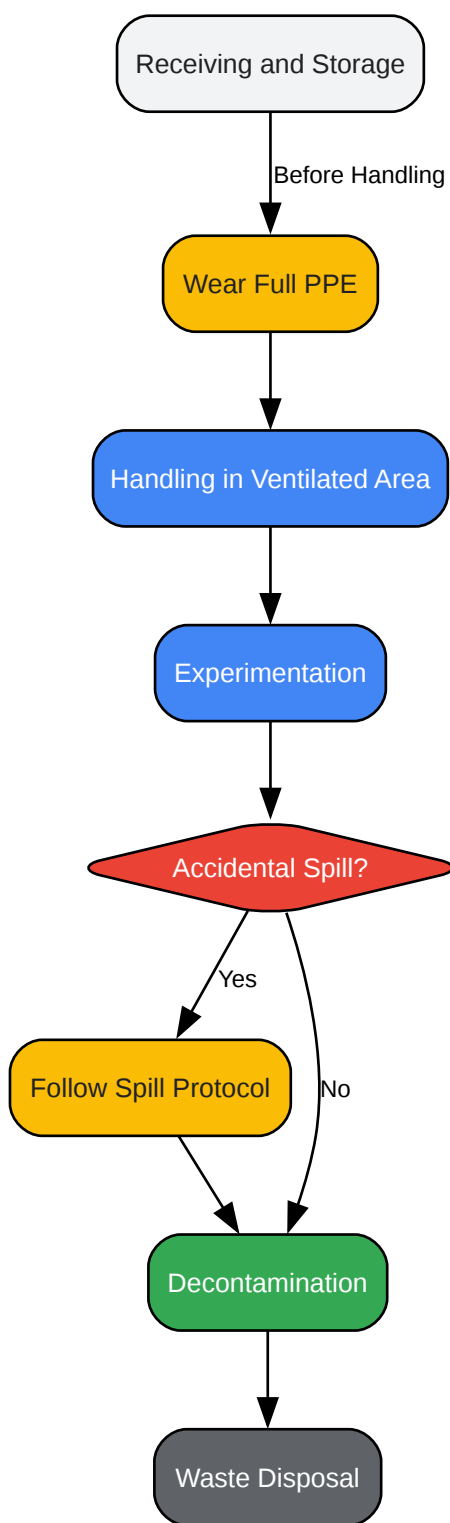 Receiving and Storage
Before Handling
Wear Full PPE
Handling in Ventilated Area
Experimentation
Accidental Spill?
Yes
Follow Spill Protocol
No
Decontamination
Waste Disposal